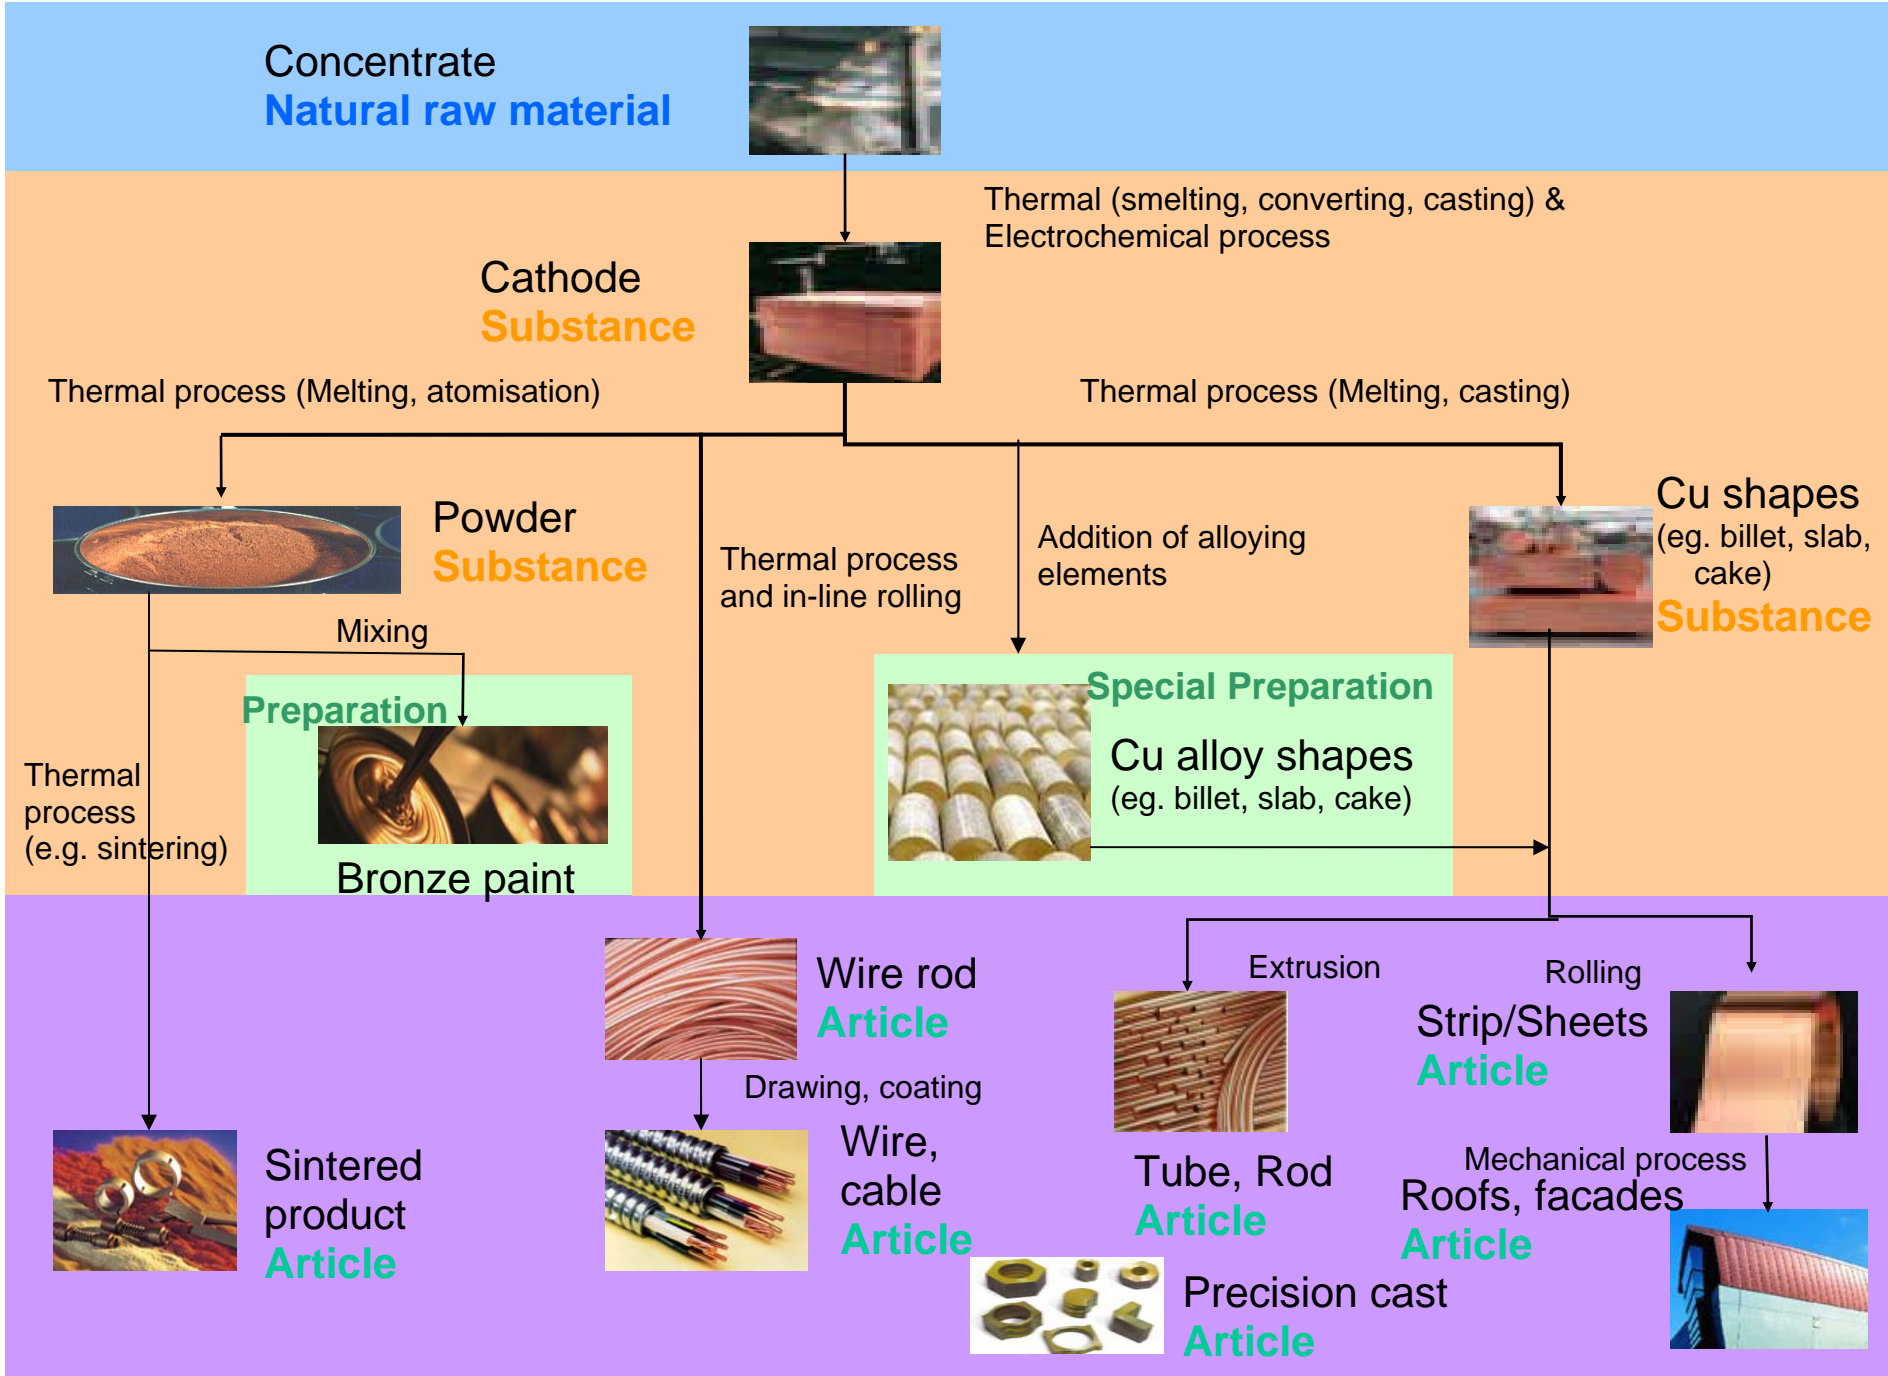 Concentrate
Natural raw material
Thermal (smelting, converting, casting) &
Electrochemical process
Cathode
Substance
Thermal process (Melting, atomisation)
Thermal process (Melting, casting)
Powder
Substance
Thermal process
and in-line rolling
Addition of alloying
elements
Cu shapes
(eg. billet, slab,
cake)
Substance
Mixing
Preparation
Bronze paint
Special Preparation
Cu alloy shapes
(eg. billet, slab, cake)
Thermal
process
(e.g. sintering)
Wire rod
Article
Extrusion
Rolling
Strip/Sheets
Article
Drawing, coating
Sintered
product
Article
Wire,
cable
Article
Tube, Rod
Article
Mechanical process
Roofs, facades
Article
Precision cast
Article